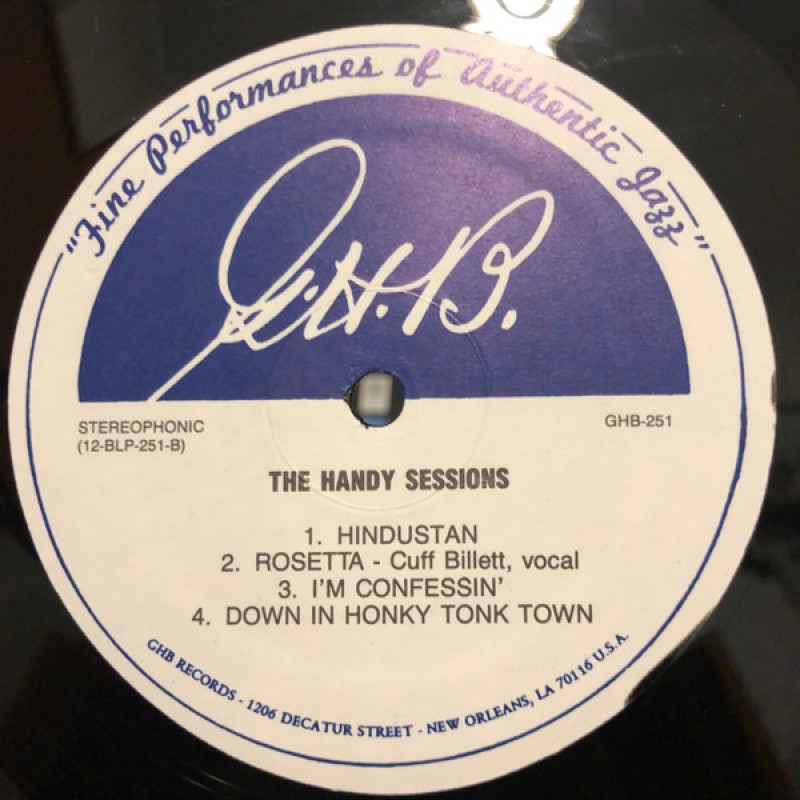 "Fine Performances of Authentic Jazz"
G.H.B.
STEREOPHONIC
(12-BLP-251-B)
GHB-251
THE HANDY SESSIONS
1. HINDUSTAN
2. ROSETTA - Cuff Billett, vocal
3. I'M CONFESSIN'
4. DOWN IN HONKY TONK TOWN
GHB RECORDS - 1206 DECATUR STREET - NEW ORLEANS, LA 70116 U.S.A.